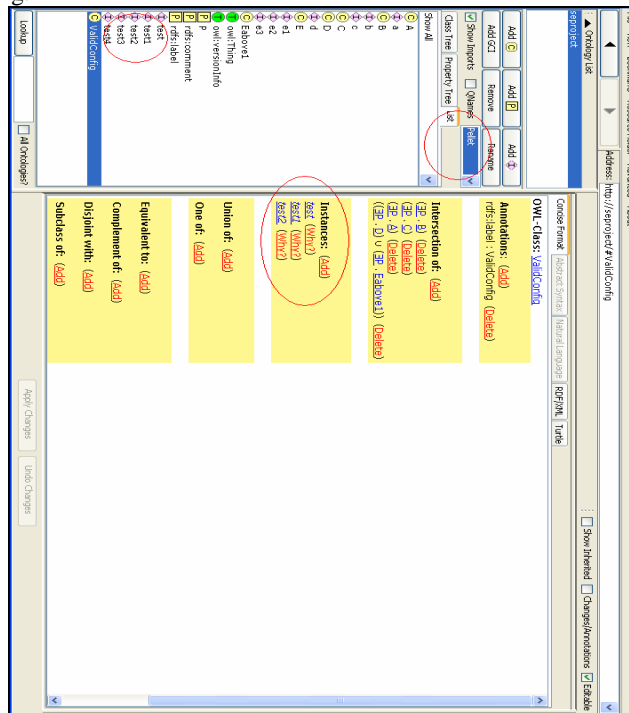 Address: http://seproject/#ValidConfig
Ontology List
seproject
Show Inherited
Changes/Annotations
Editable
Add C
Add P
Add I
Add GCI
Remove
Rename
Show Imports
QNames
Pellet
Class Tree
Property Tree
List
Show All
C A
I a
C B
I b
I c
C C
C D
I d
C E
I e1
I e2
I e3
C Eabove1
T owl:Thing
T owl:versionInfo
P P
P rdfs:comment
P rdfs:label
I test
I test1
I test2
I test3
I test4
C ValidConfig
Lookup
All Ontologies?
Concise Format
Abstract Syntax
Natural Language
RDF/XML
Turtle
OWL-Class: ValidConfig
Annotations: (Add)
rdfs:label : ValidConfig (Delete)
Intersection of: (Add)
(∃P . B) (Delete)
(∃P . C) (Delete)
(∃P . A) (Delete)
((∃P . D) ∪ (∃P . Eabove1)) (Delete)
Instances: (Add)
test (Why?)
test1 (Why?)
test2 (Why?)
Union of: (Add)
One of: (Add)
Equivalent to: (Add)
Complement of: (Add)
Disjoint with: (Add)
Subclass of: (Add)
Apply Changes
Undo Changes